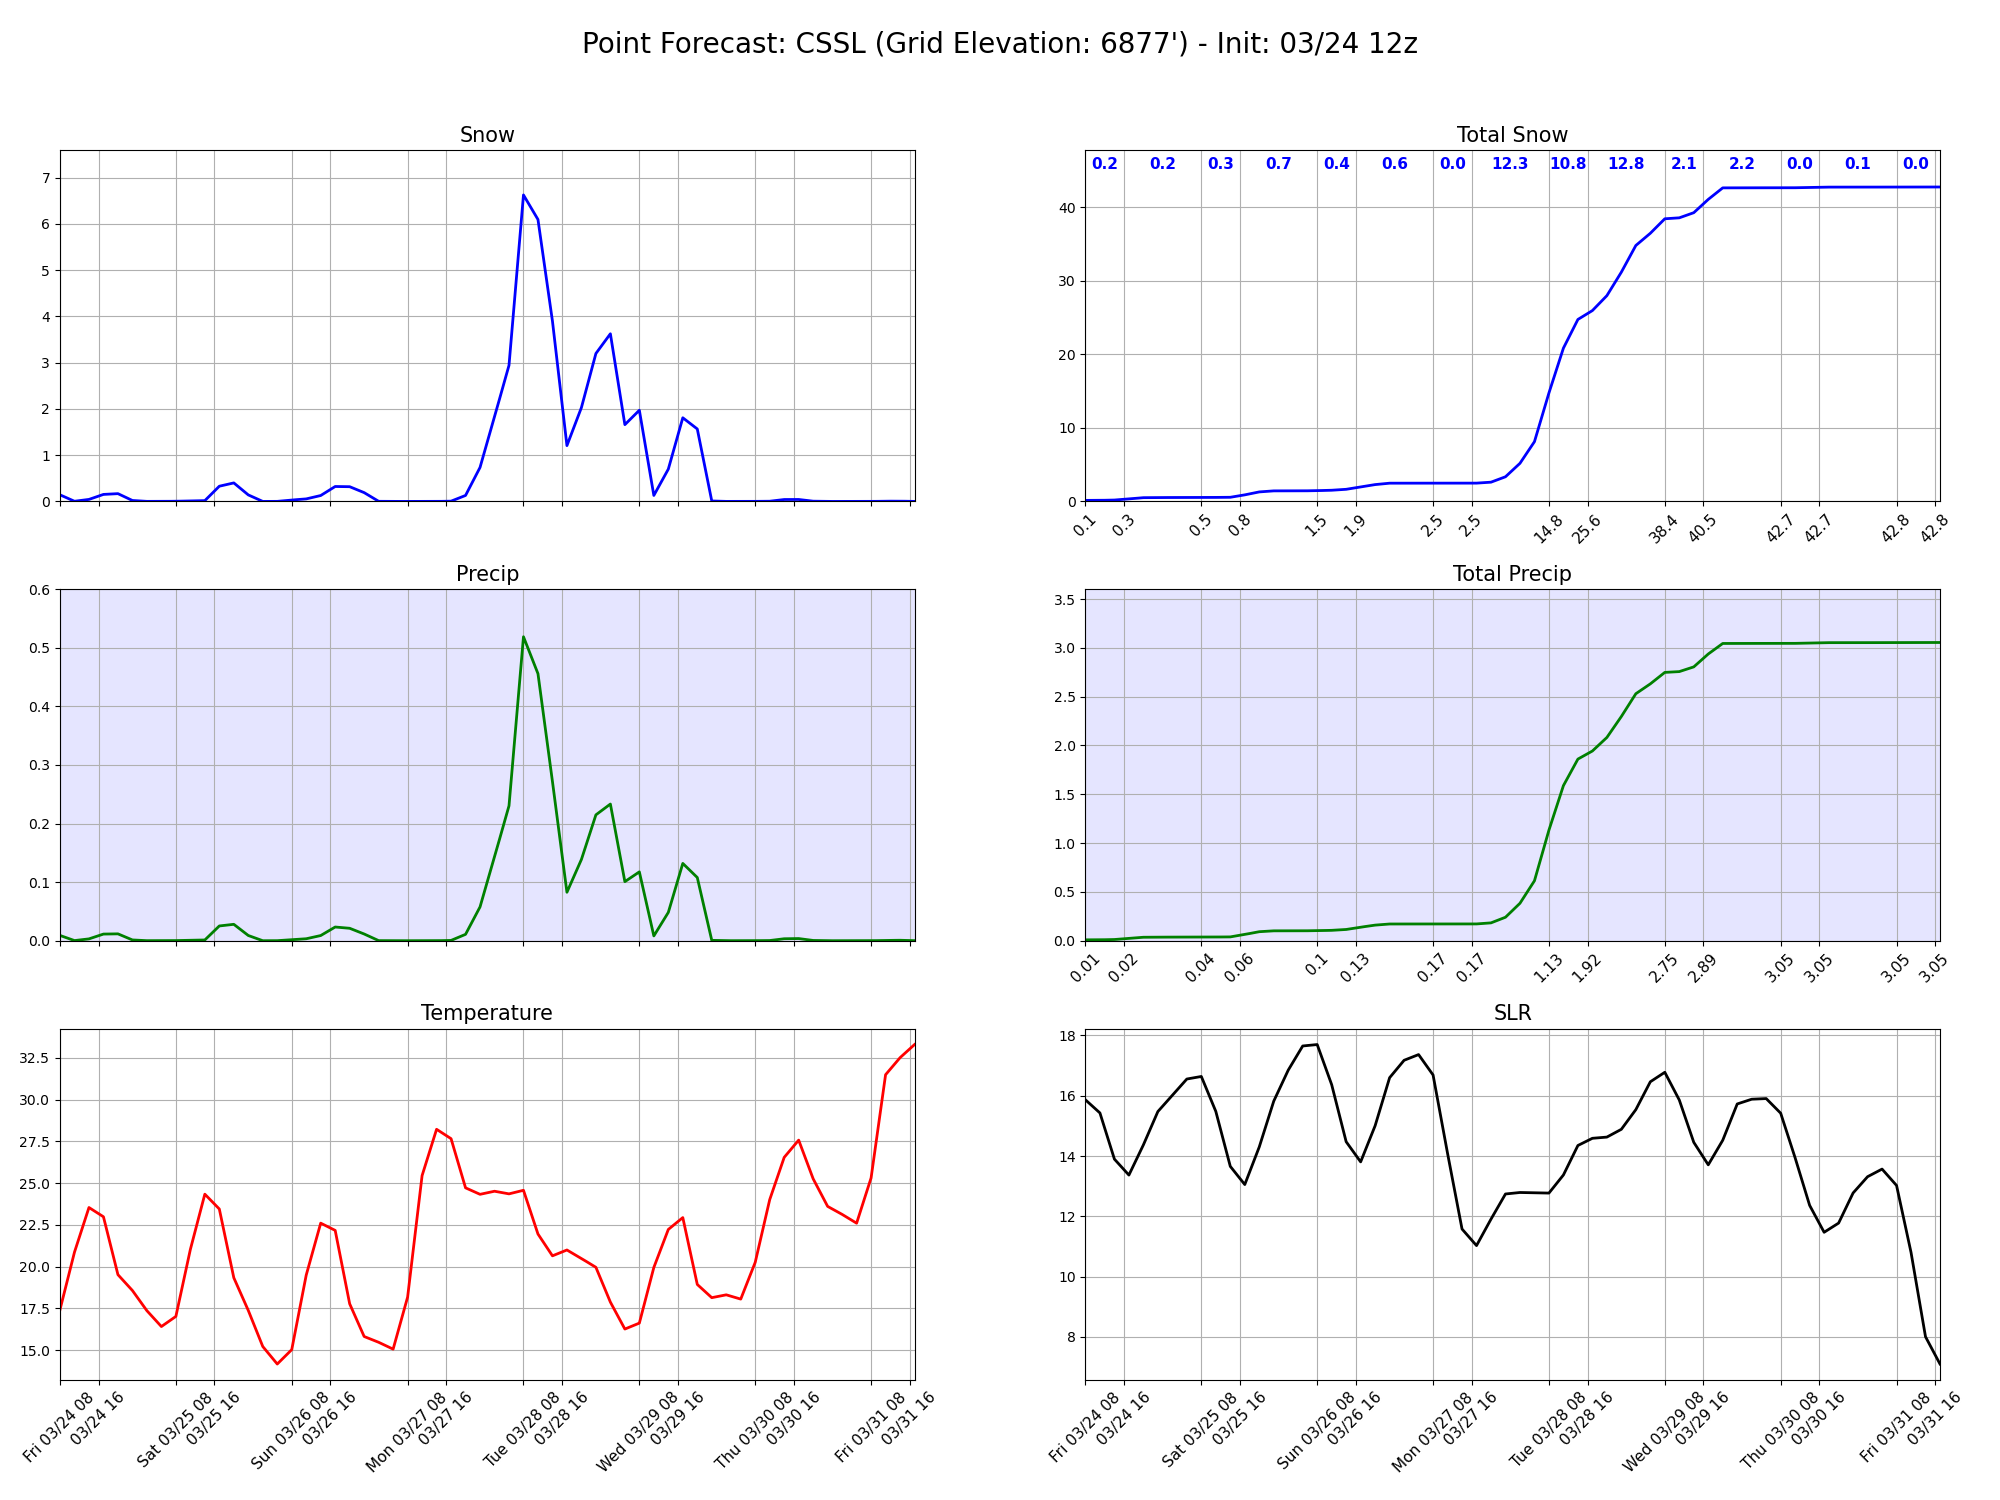 Point Forecast: CSSL (Grid Elevation: 6877') - Init: 03/24 12z
Snow
7
6
5
4
3
2
1
0
Total Snow
0.2 0.2 0.3 0.7 0.4 0.6 0.0 12.3 10.8 12.8 2.1 2.2 0.0 0.1 0.0
40
30
20
10
0
0.1 0.3 0.5 0.8 1.5 1.9 2.5 2.5 14.8 25.6 38.4 40.5 42.7 42.7 42.8 42.8
Precip
0.6
0.5
0.4
0.3
0.2
0.1
0.0
Total Precip
3.5
3.0
2.5
2.0
1.5
1.0
0.5
0.0
0.01 0.02 0.04 0.06 0.1 0.13 0.17 0.17 1.13 1.92 2.75 2.89 3.05 3.05 3.05 3.05
Temperature
32.5
30.0
27.5
25.0
22.5
20.0
17.5
15.0
Fri 03/24 08
03/24 16
Sat 03/25 08
03/25 16
Sun 03/26 08
03/26 16
Mon 03/27 08
03/27 16
Tue 03/28 08
03/28 16
Wed 03/29 08
03/29 16
Thu 03/30 08
03/30 16
Fri 03/31 08
03/31 16
SLR
18
16
14
12
10
8
Fri 03/24 08
03/24 16
Sat 03/25 08
03/25 16
Sun 03/26 08
03/26 16
Mon 03/27 08
03/27 16
Tue 03/28 08
03/28 16
Wed 03/29 08
03/29 16
Thu 03/30 08
03/30 16
Fri 03/31 08
03/31 16